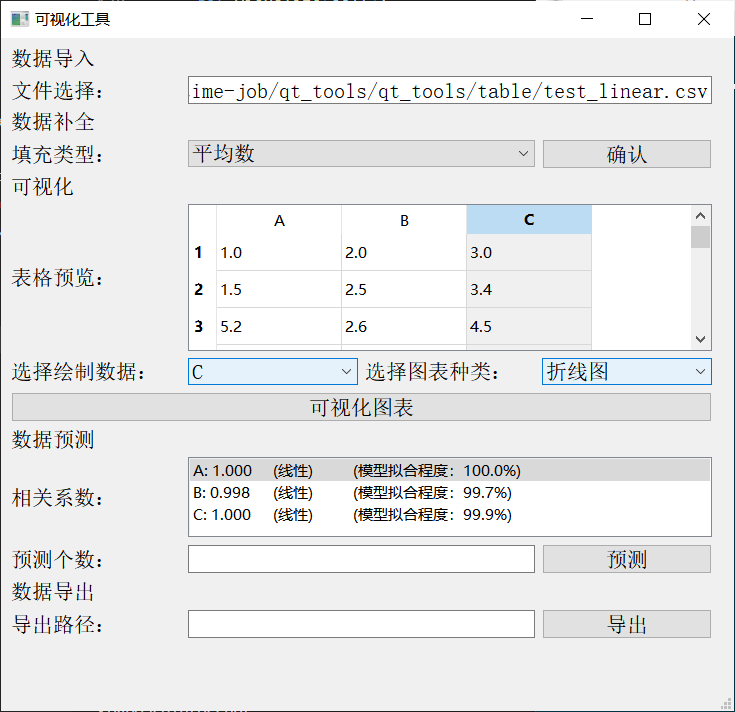 可视化工具
数据导入
文件选择： ime-job/qt_tools/qt_tools/table/test_linear.csv
数据补全
填充类型： 平均数 确认
可视化
A B C
1 1.0 2.0 3.0
2 1.5 2.5 3.4
表格预览：
3 5.2 2.6 4.5
选择绘制数据： C 选择图表种类： 折线图
可视化图表
数据预测
A: 1.000 (线性) (模型拟合程度：100.0%)
B: 0.998 (线性) (模型拟合程度：99.7%)
相关系数：
C: 1.000 (线性) (模型拟合程度：99.9%)
预测个数： 预测
数据导出
导出路径： 导出